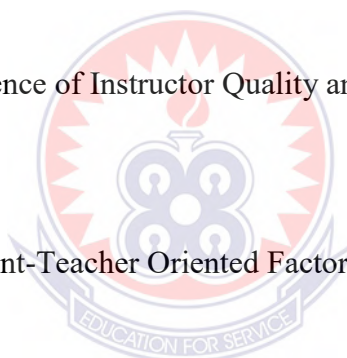 ence of Instructor Quality an
nt-Teacher Oriented Factor
EDUCATION FOR SERVICE